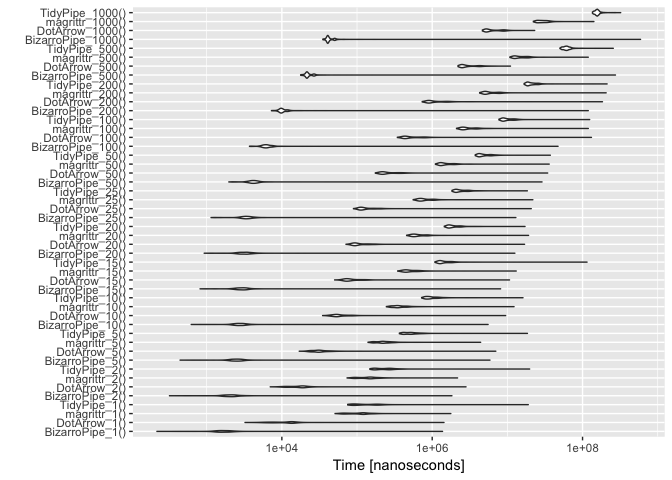 TidyPipe_1000()
magrittr_1000()
DotArrow_1000()
BizarroPipe_1000()
TidyPipe_500()
magrittr_500()
DotArrow_500()
BizarroPipe_500()
TidyPipe_200()
magrittr_200()
DotArrow_200()
BizarroPipe_200()
TidyPipe_100()
magrittr_100()
DotArrow_100()
BizarroPipe_100()
TidyPipe_50()
magrittr_50()
DotArrow_50()
BizarroPipe_50()
TidyPipe_25()
magrittr_25()
DotArrow_25()
BizarroPipe_25()
TidyPipe_20()
magrittr_20()
DotArrow_20()
BizarroPipe_20()
TidyPipe_15()
magrittr_15()
DotArrow_15()
BizarroPipe_15()
TidyPipe_10()
magrittr_10()
DotArrow_10()
BizarroPipe_10()
TidyPipe_5()
magrittr_5()
DotArrow_5()
BizarroPipe_5()
TidyPipe_2()
magrittr_2()
DotArrow_2()
BizarroPipe_2()
TidyPipe_1()
magrittr_1()
DotArrow_1()
BizarroPipe_1()
1e+04 1e+06 1e+08
Time [nanoseconds]